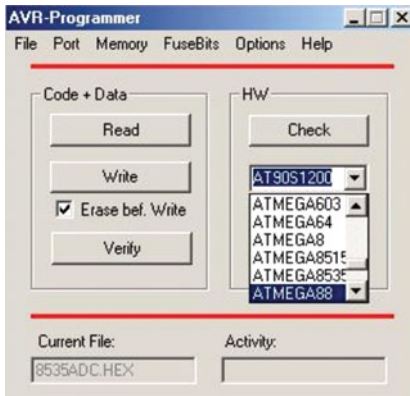 AVR-Programmer
File Port Memory FuseBits Options Help
Code + Data
Read
Write
Erase bef. Write
Verify
HW
Check
AT90S1200
ATMEGA603
ATMEGA64
ATMEGA8
ATMEGA8515
ATMEGA8535
ATMEGA88
Current File:
8535ADC.HEX
Activity: